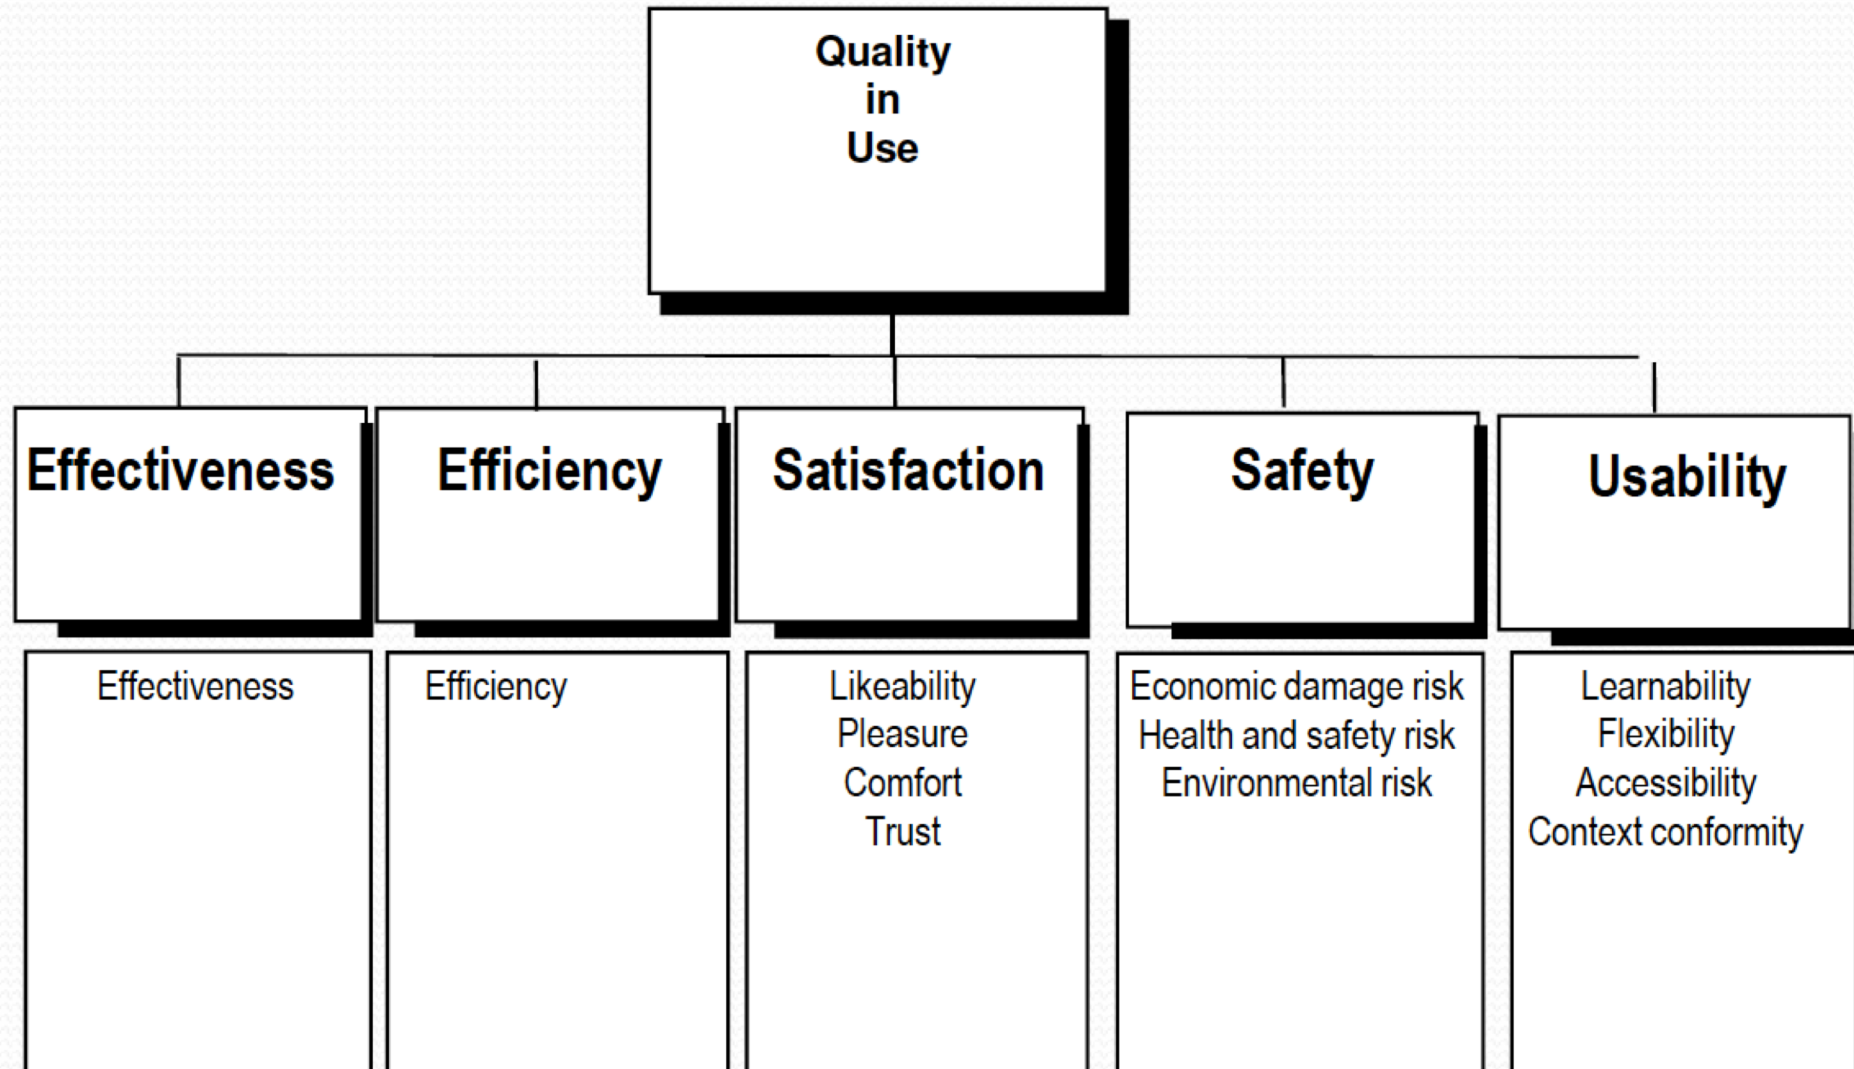 Quality
in
Use
Effectiveness
Efficiency
Satisfaction
Safety
Usability
Effectiveness
Efficiency
Likeability
Pleasure
Comfort
Trust
Economic damage risk
Health and safety risk
Environmental risk
Learnability
Flexibility
Accessibility
Context conformity